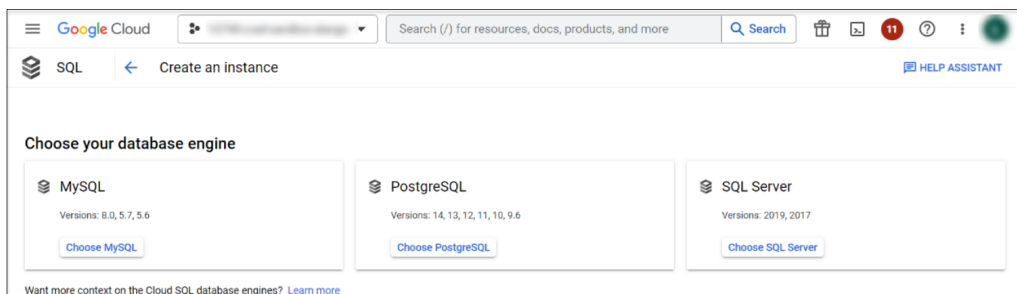 Google Cloud
Search (/) for resources, docs, products, and more
Search
11
SQL
Create an instance
HELP ASSISTANT
Choose your database engine
MySQL
Versions: 8.0, 5.7, 5.6
Choose MySQL
PostgreSQL
Versions: 14, 13, 12, 11, 10, 9.6
Choose PostgreSQL
SQL Server
Versions: 2019, 2017
Choose SQL Server
Want more context on the Cloud SQL database engines? Learn more